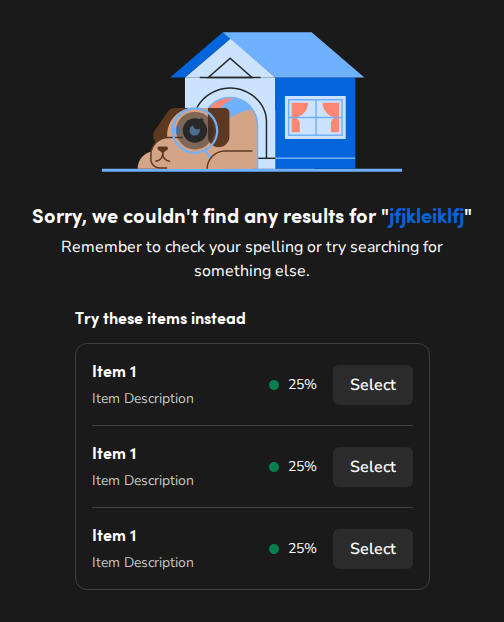 Sorry, we couldn't find any results for "jfjkleiklfj"
Remember to check your spelling or try searching for
something else.
Try these items instead
Item 1
Item Description
25%
Select
Item 1
Item Description
25%
Select
Item 1
Item Description
25%
Select